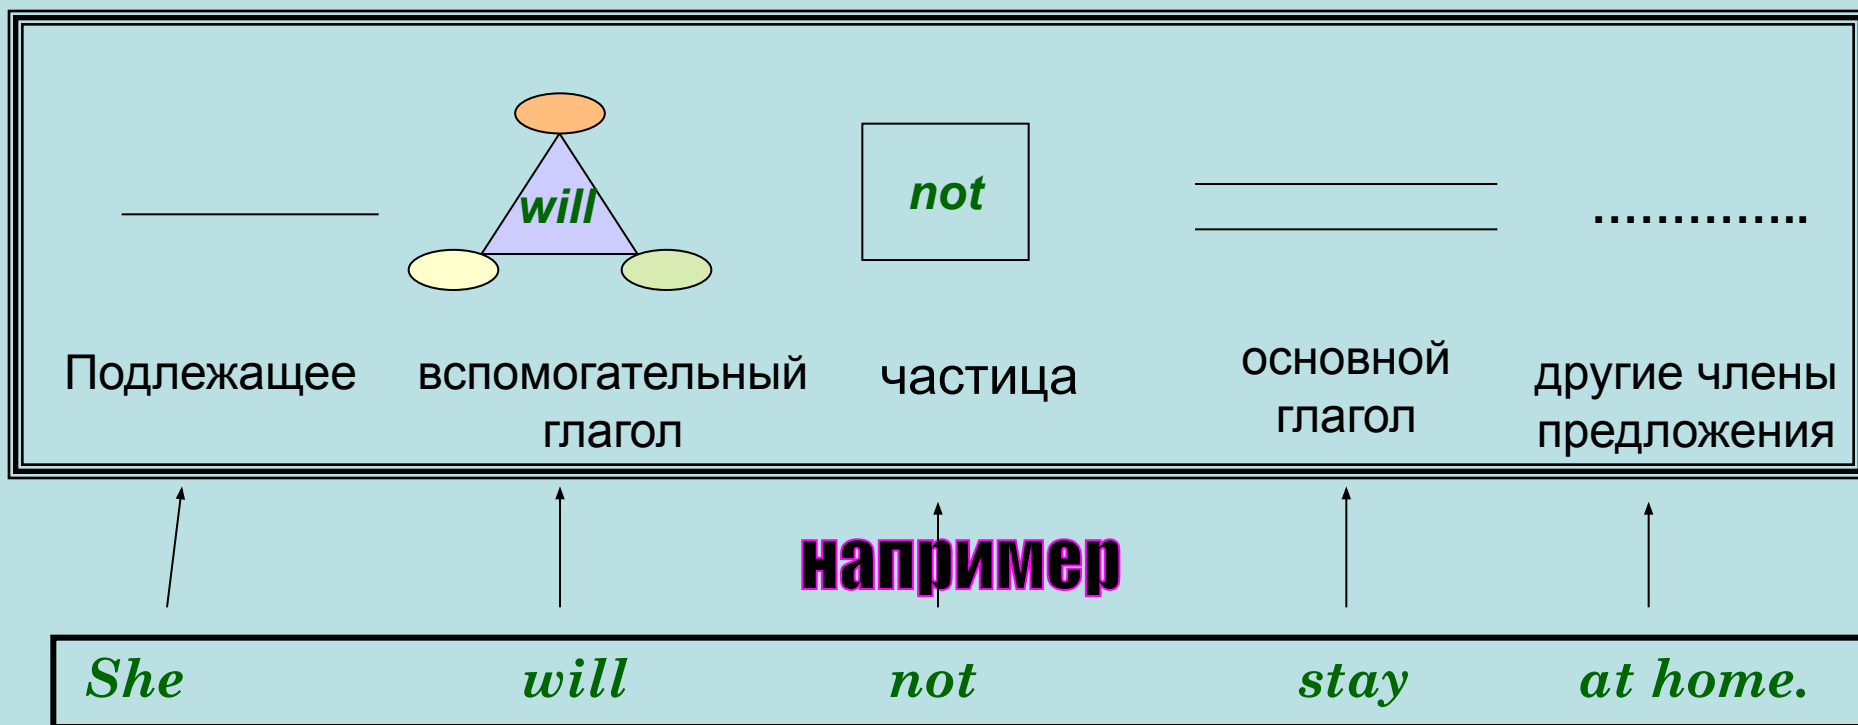 will
not
…………..
Подлежащее
вспомогательный
глагол
частица
основной
глагол
другие члены
предложения
например
She will not stay at home.